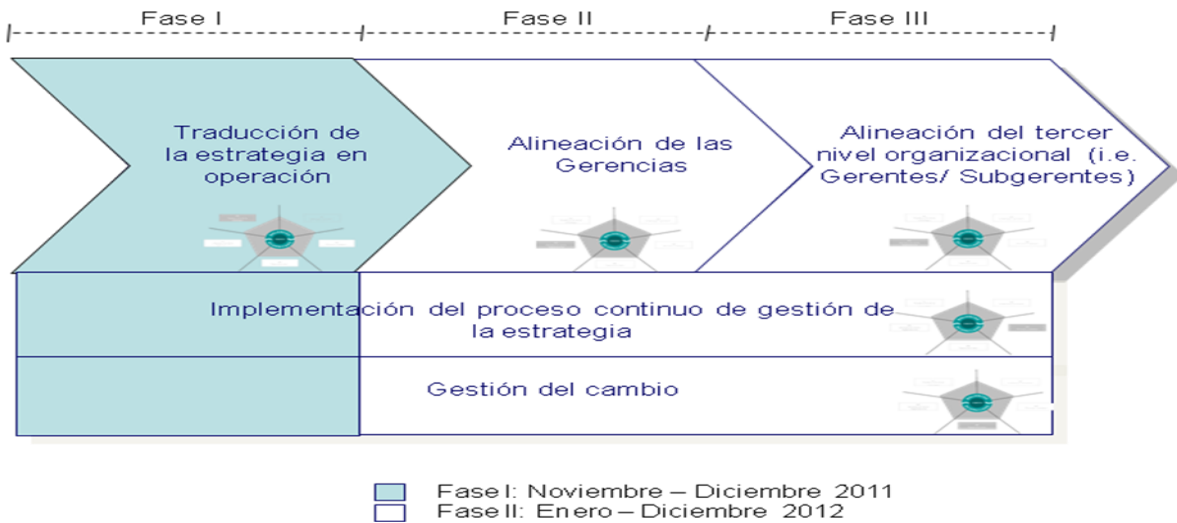 Fase I
Fase II
Fase III
Traducción de
la estrategia en
operación
Alineación de las
Gerencias
Alineación del tercer
nivel organizacional (i.e.
Gerentes/ Subgerentes)
Implementación del proceso continuo de gestión de
la estrategia
Gestión del cambio
Fase I: Noviembre – Diciembre 2011
Fase II: Enero – Diciembre 2012